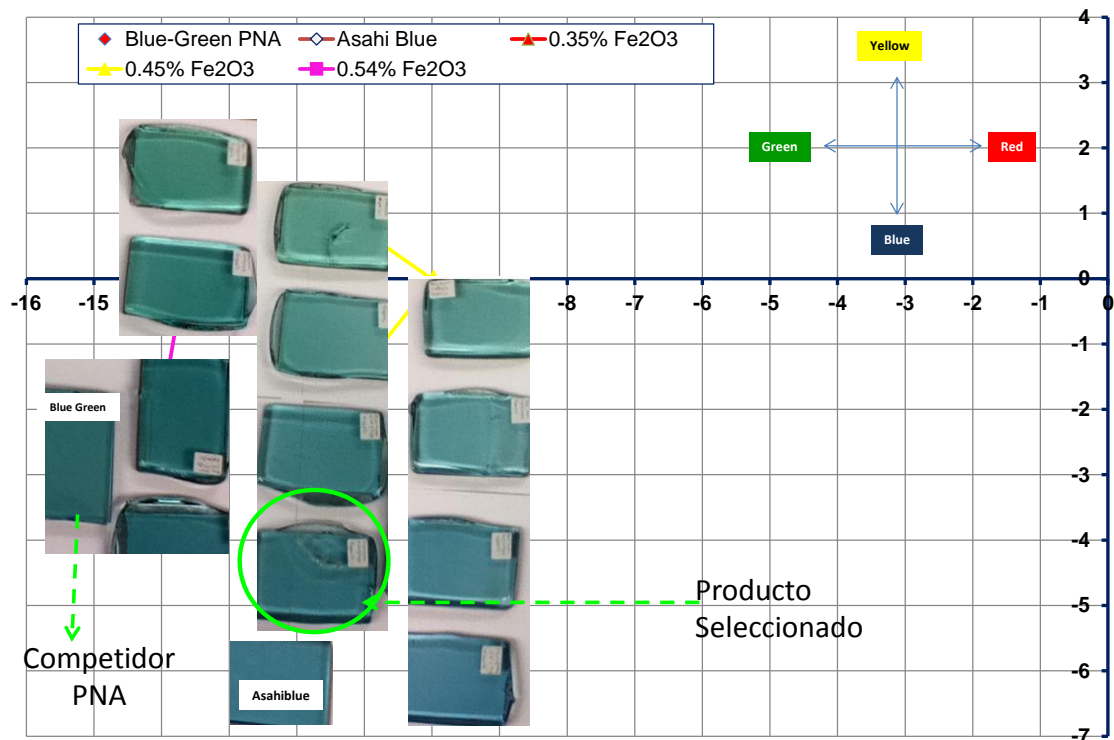 Blue-Green PNA Asahi Blue 0.35% Fe2O3
0.45% Fe2O3 0.54% Fe2O3
4
Yellow
3
Green Red
2
1
Blue
0
-16 -15 -8 -7 -6 -5 -4 -3 -2 -1 0
-1
Blue Green
-2
-3
-4
Producto
Seleccionado
-5
Competidor
PNA
-6
Asahiblue
-7